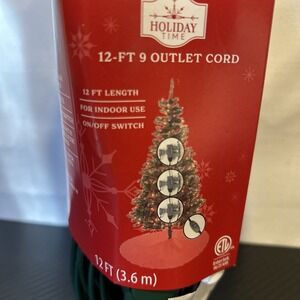 HOLIDAY
TIME
12-FT 9 OUTLET CORD
12 FT LENGTH
FOR INDOOR USE
ON/OFF SWITCH
ETL
12 FT (3.6 m)